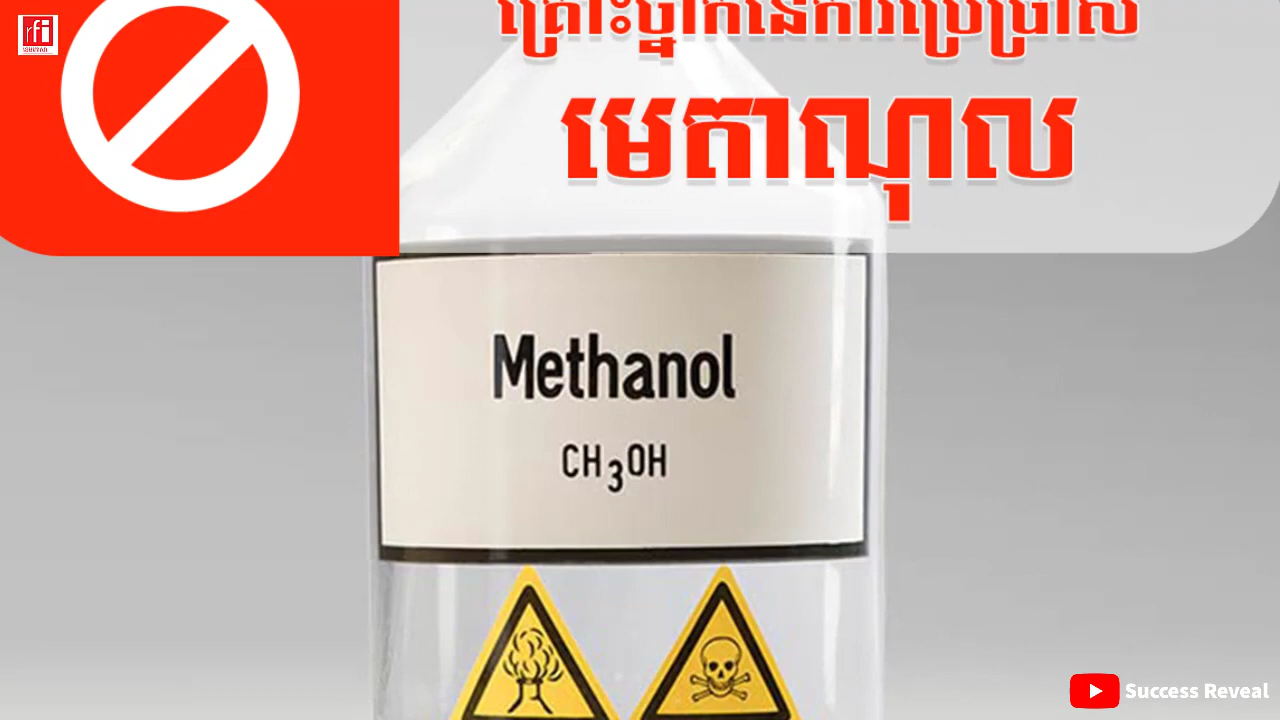 rfi
គ្រោះថ្នាក់នៃការប្រើប្រាស់
មេតាណុល
Methanol
CH3OH
Success Reveal